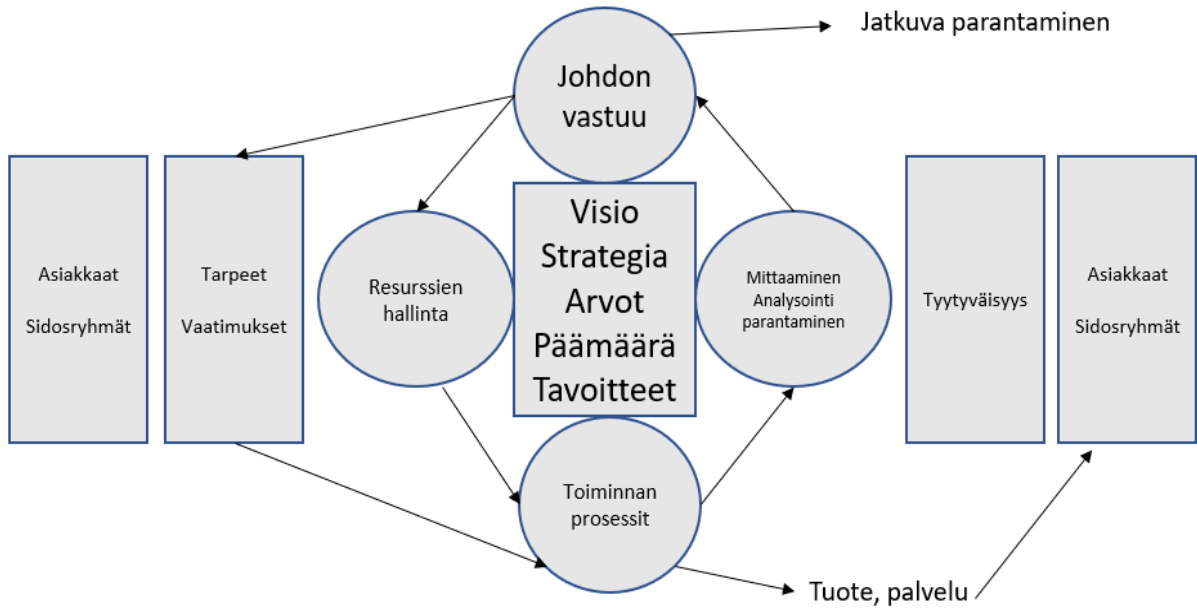 Jatkuva parantaminen
Johdon
vastuu
Asiakkaat
Sidosryhmät
Tarpeet
Vaatimukset
Resurssien
hallinta
Visio
Strategia
Arvot
Päämäärä
Tavoitteet
Mittaaminen
Analysointi
parantaminen
Tyytyväisyys
Asiakkaat
Sidosryhmät
Toiminnan
prosessit
Tuote, palvelu